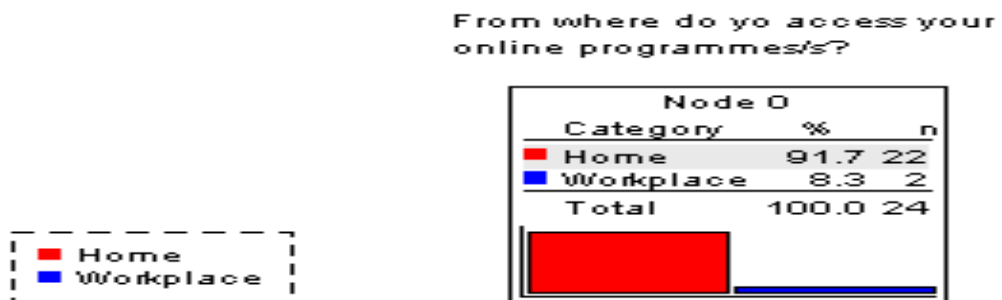 From where do yo access your
online programmes/s?
Node 0
Category % n
Home 91.7 22
Workplace 8.3 2
Total 100.0 24
Home
Workplace